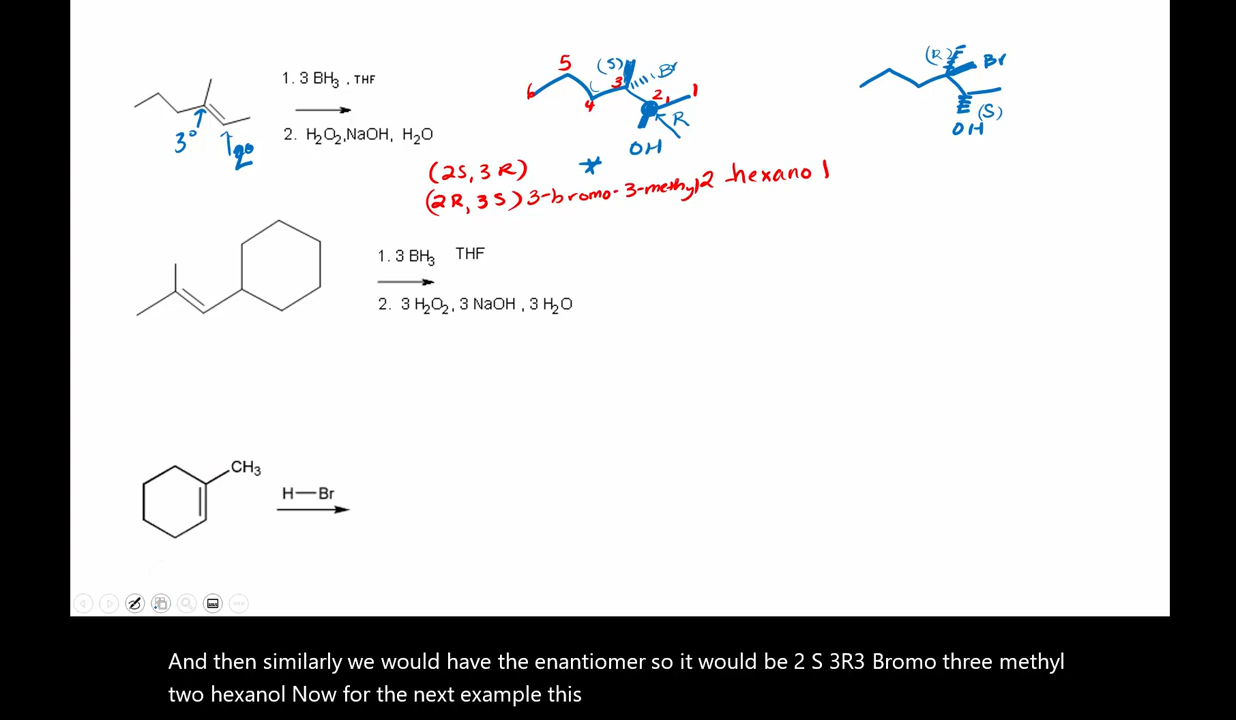 1. 3 BH3 . THF
2. H2O2,NaOH, H2O
3°
2°
(S)
Br
5
3
6
4
2
1
R
OH
(R)
Br
(S)
OH
(2S, 3R)
(2R, 3S) 3-bromo-3-methyl2-hexanol
1. 3 BH3 THF
2. 3 H2O2, 3 NaOH , 3 H2O
CH3
H—Br
And then similarly we would have the enantiomer so it would be 2 S 3R3 Bromo three methyl
two hexanol Now for the next example this